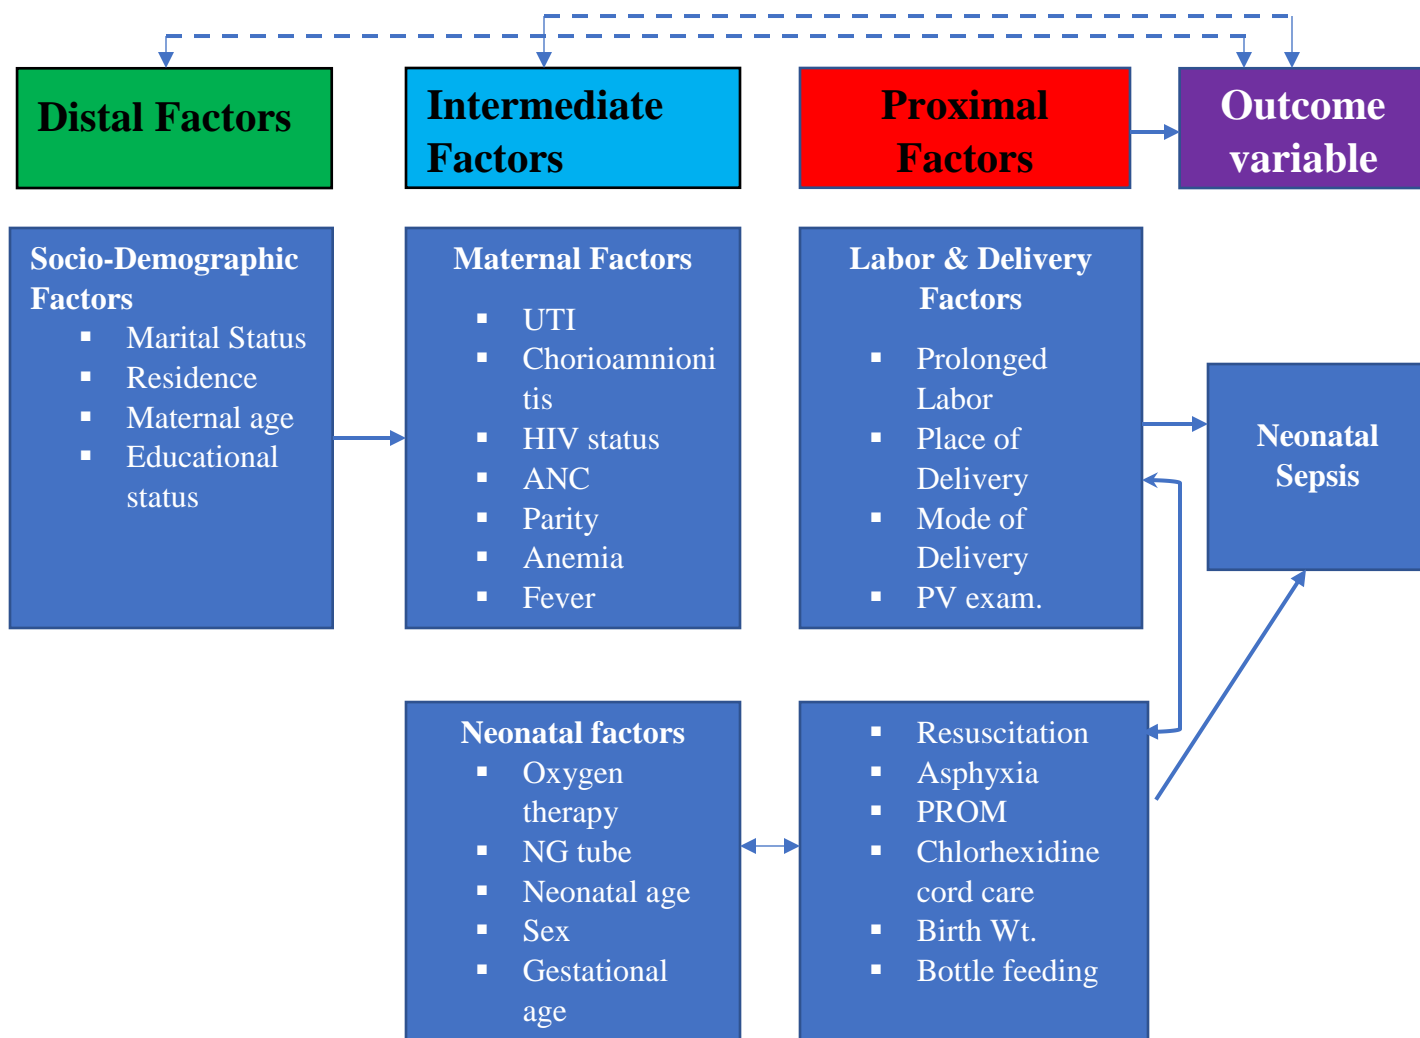 Distal Factors
Intermediate
Factors
Proximal
Factors
Outcome
variable
Socio-Demographic
Factors
▪ Marital Status
▪ Residence
▪ Maternal age
▪ Educational
status
Maternal Factors
▪ UTI
▪ Chorioamnioni
tis
▪ HIV status
▪ ANC
▪ Parity
▪ Anemia
▪ Fever
Labor & Delivery
Factors
▪ Prolonged
Labor
▪ Place of
Delivery
▪ Mode of
Delivery
▪ PV exam.
Neonatal
Sepsis
Neonatal factors
▪ Oxygen
therapy
▪ NG tube
▪ Neonatal age
▪ Sex
▪ Gestational
age
▪ Resuscitation
▪ Asphyxia
▪ PROM
▪ Chlorhexidine
cord care
▪ Birth Wt.
▪ Bottle feeding